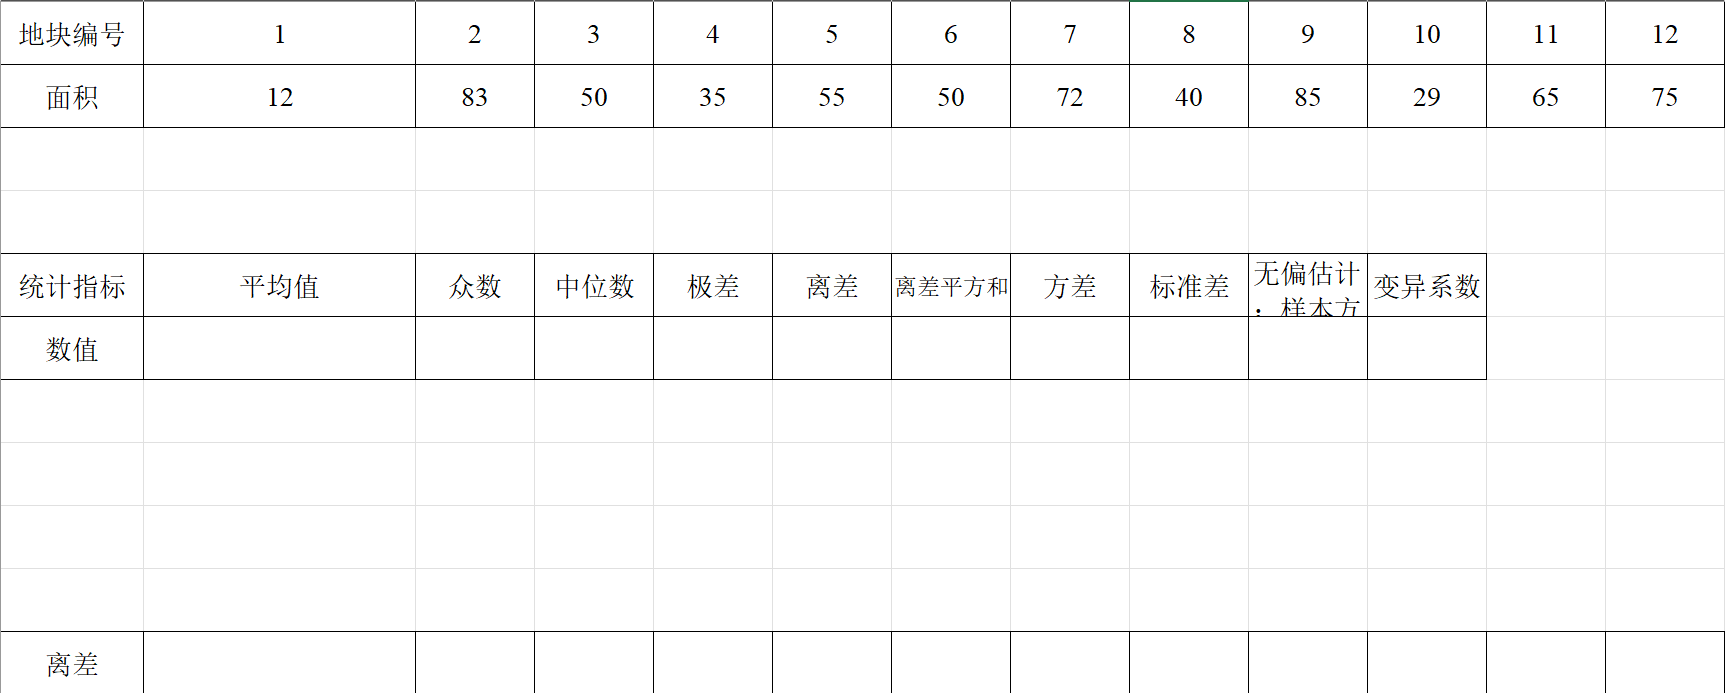 地块编号 1 2 3 4 5 6 7 8 9 10 11 12
面积 12 83 50 35 55 50 72 40 85 29 65 75
统计指标 平均值 众数 中位数 极差 离差 离差平方和 方差 标准差 无偏估计：样本方 变异系数
数值
离差